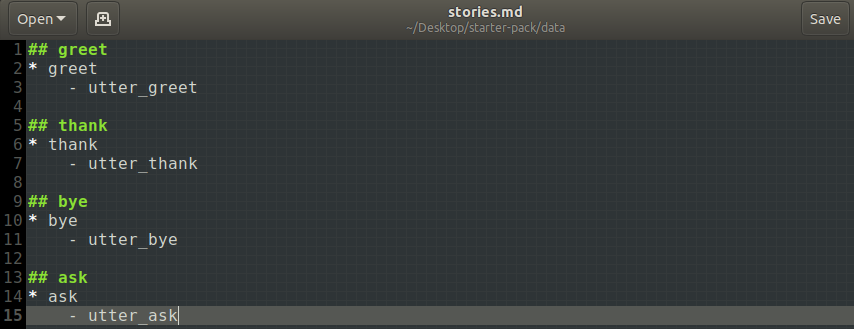 Open
stories.md
~/Desktop/starter-pack/data
Save
1 ## greet
2 * greet
3     - utter_greet
4
5 ## thank
6 * thank
7     - utter_thank
8
9 ## bye
10 * bye
11     - utter_bye
12
13 ## ask
14 * ask
15     - utter_ask